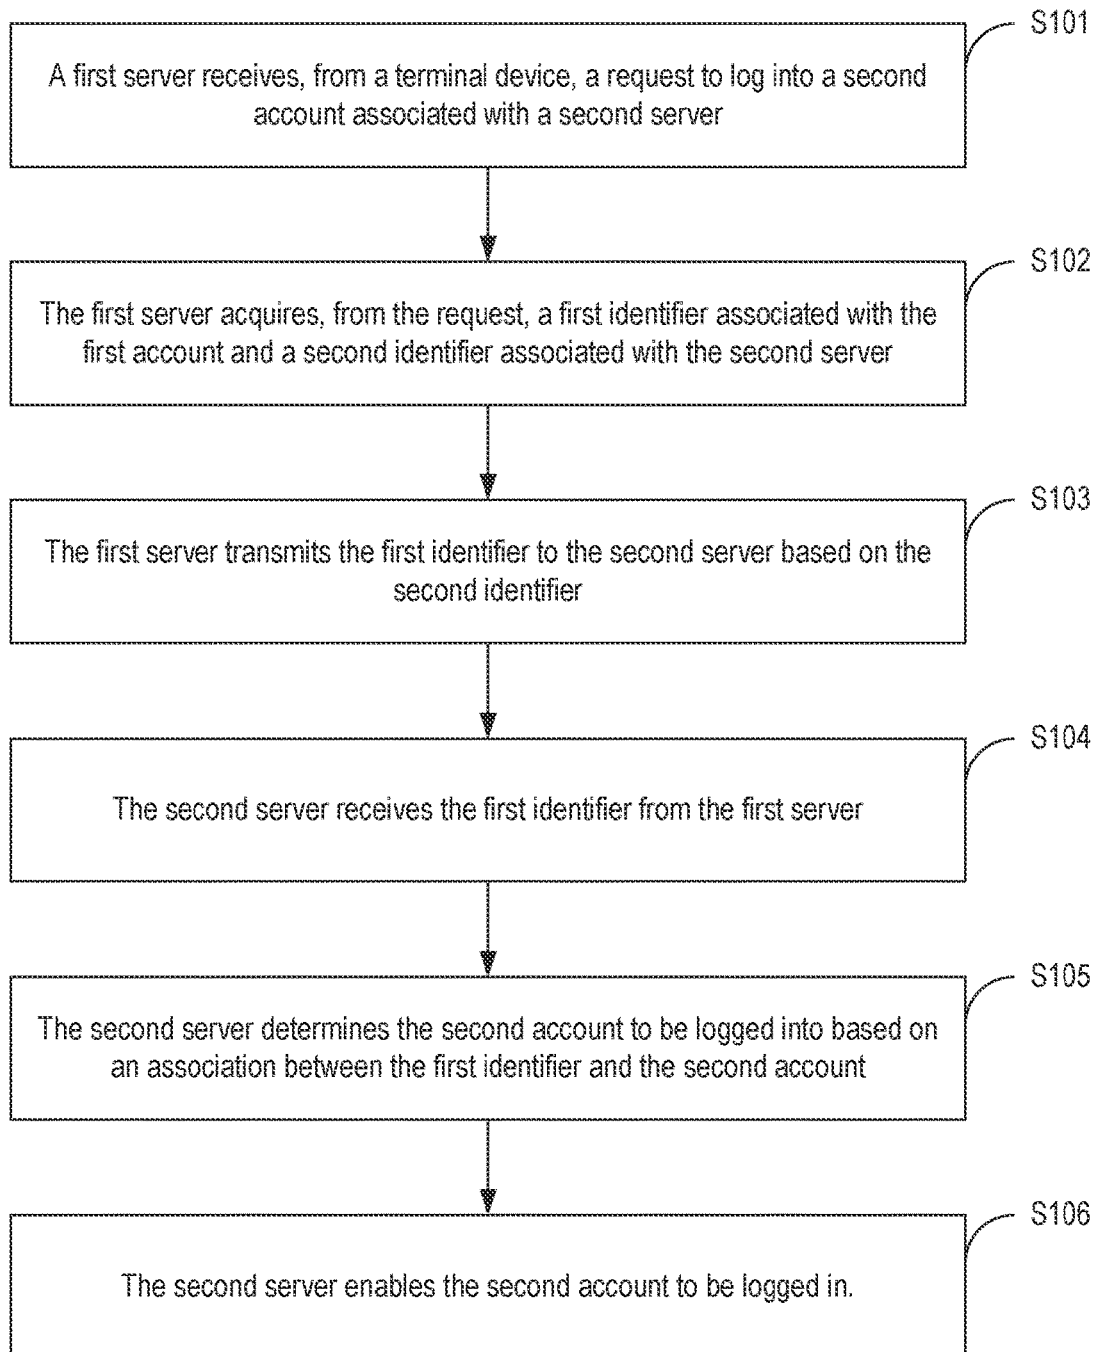 S101
A first server receives, from a terminal device, a request to log into a second
account associated with a second server
S102
The first server acquires, from the request, a first identifier associated with the
first account and a second identifier associated with the second server
S103
The first server transmits the first identifier to the second server based on the
second identifier
S104
The second server receives the first identifier from the first server
S105
The second server determines the second account to be logged into based on
an association between the first identifier and the second account
S106
The second server enables the second account to be logged in.